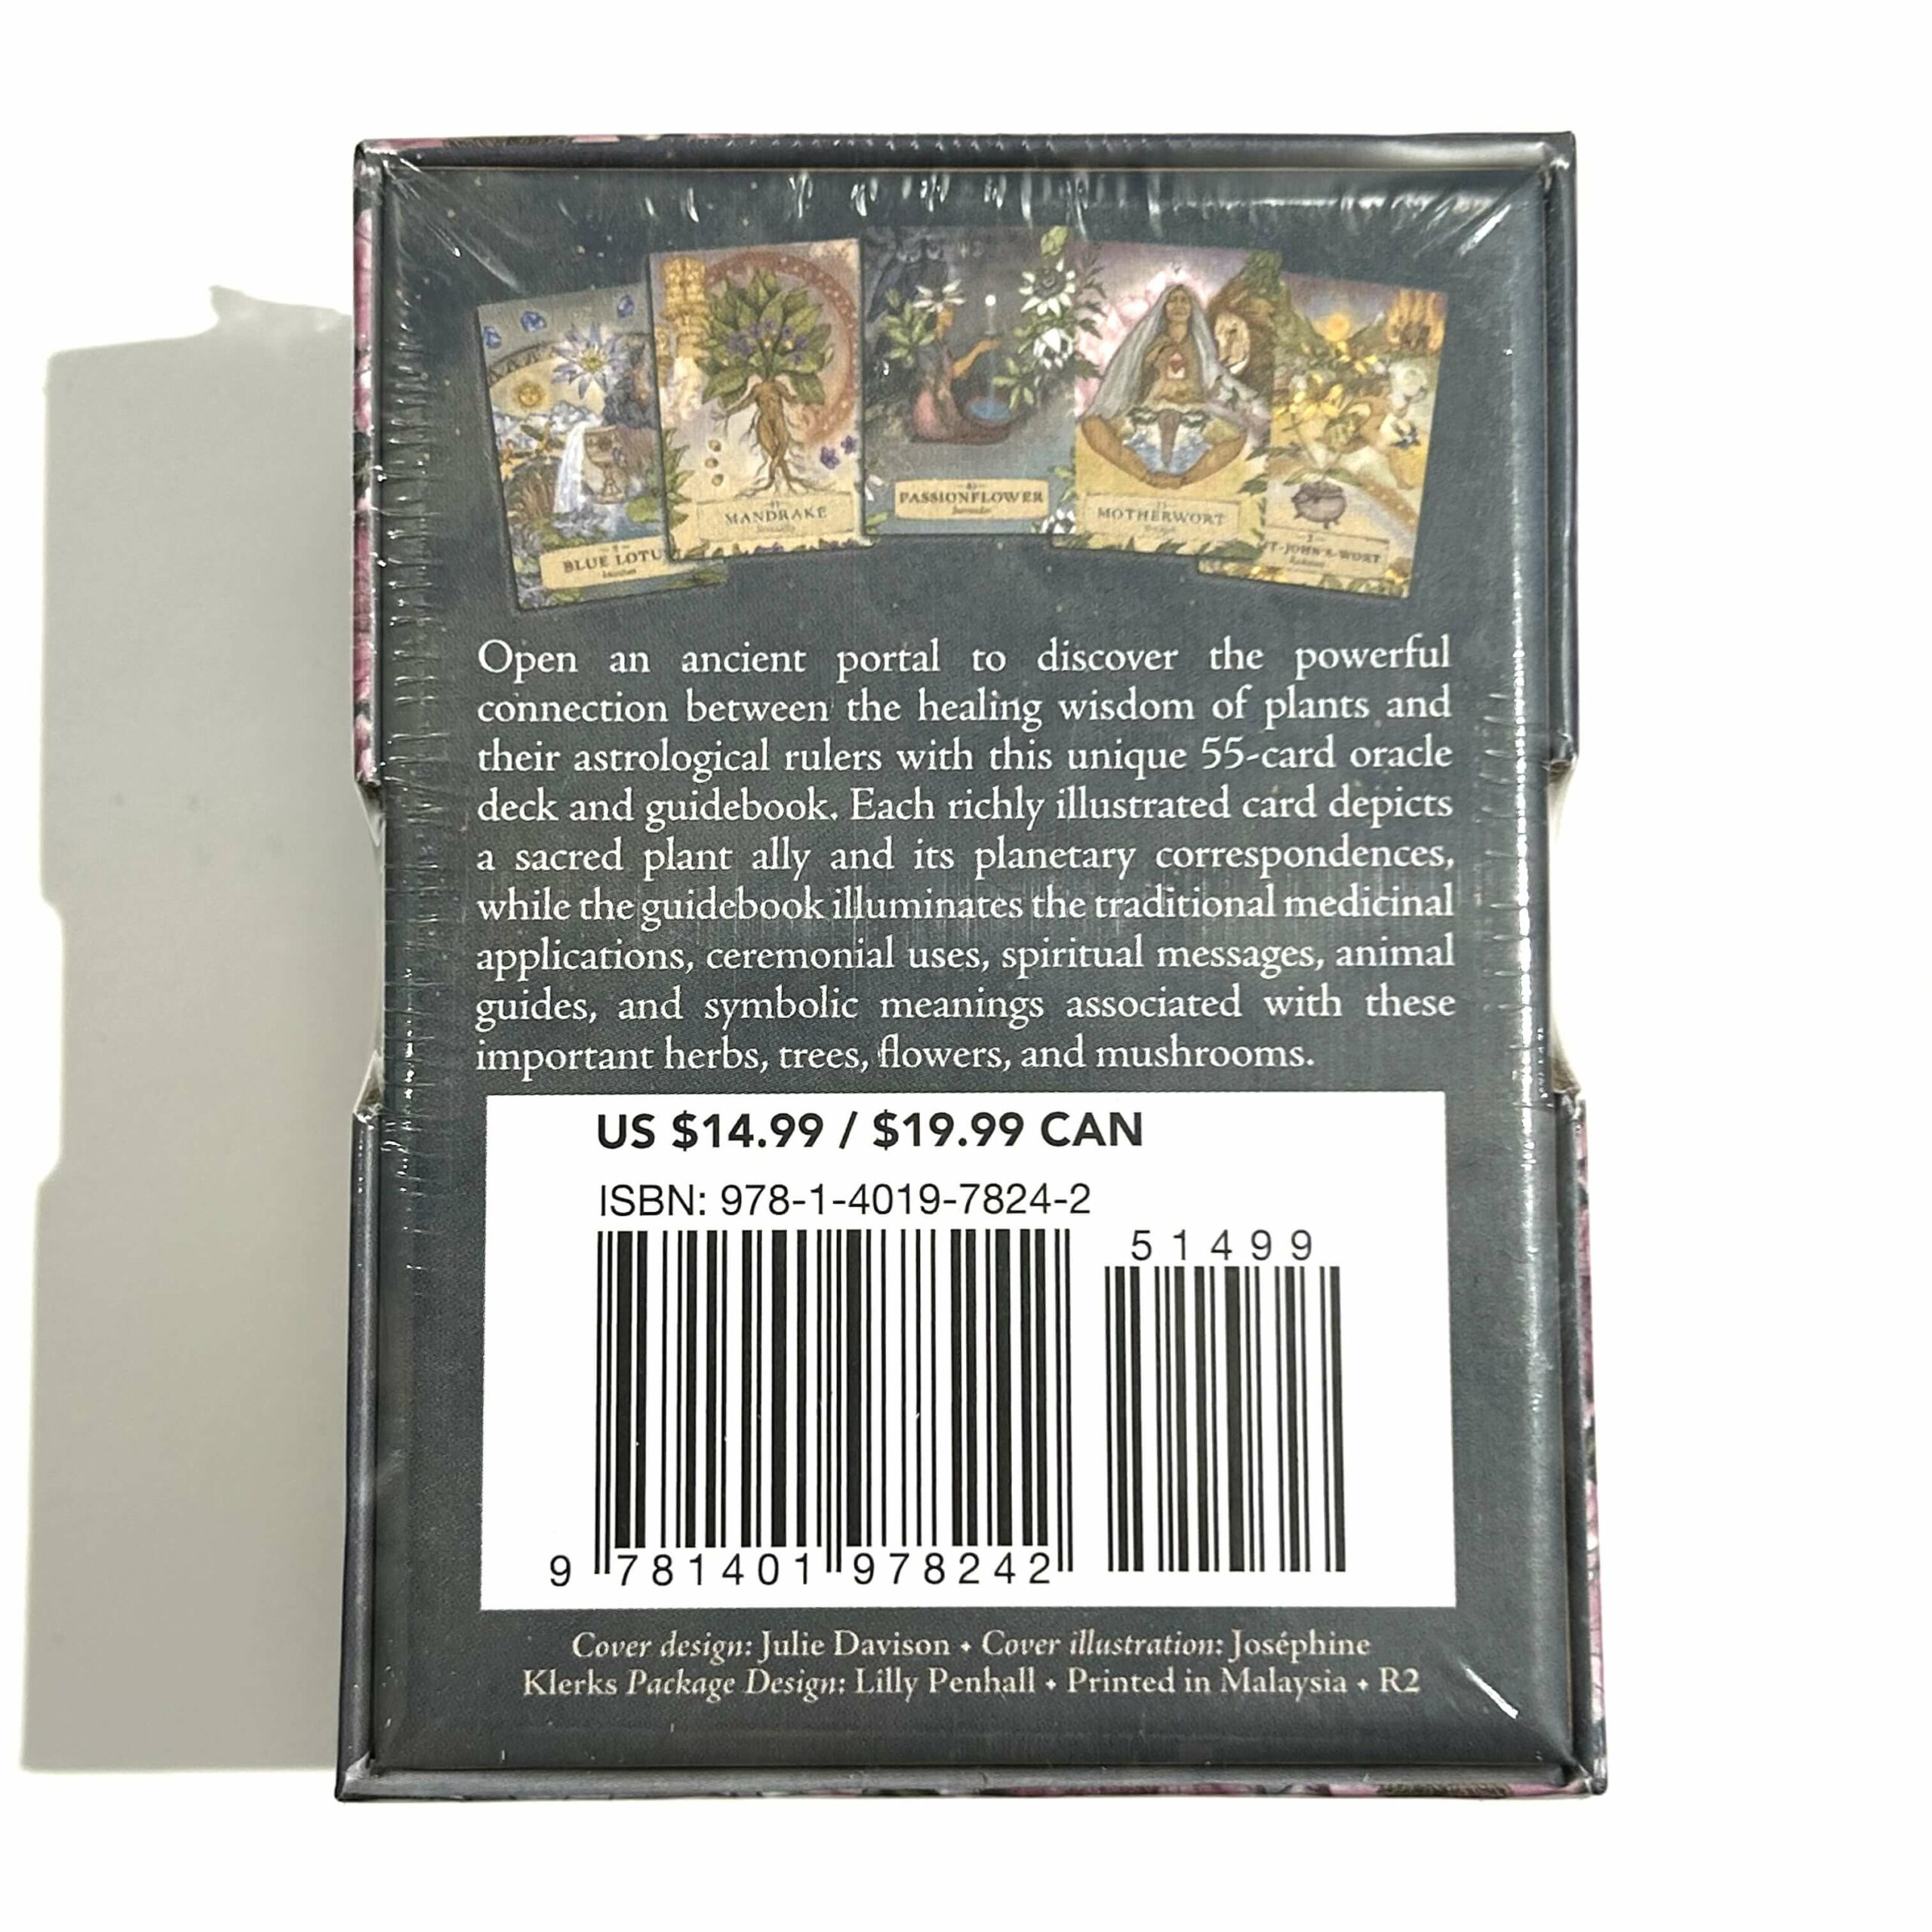 BLUE LOTU
MANDRAKE
PASSIONFLOWER
Surrender
MOTHERWORT
T-JOHN'S-WORT
Open an ancient portal to discover the powerful
connection between the healing wisdom of plants and
their astrological rulers with this unique 55-card oracle
deck and guidebook. Each richly illustrated card depicts
a sacred plant ally and its planetary correspondences,
while the guidebook illuminates the traditional medicinal
applications, ceremonial uses, spiritual messages, animal
guides, and symbolic meanings associated with these
important herbs, trees, flowers, and mushrooms.
US $14.99 / $19.99 CAN
ISBN: 978-1-4019-7824-2
51499
9 781401 978242
Cover design: Julie Davison • Cover illustration: Joséphine
Klerks Package Design: Lilly Penhall • Printed in Malaysia • R2